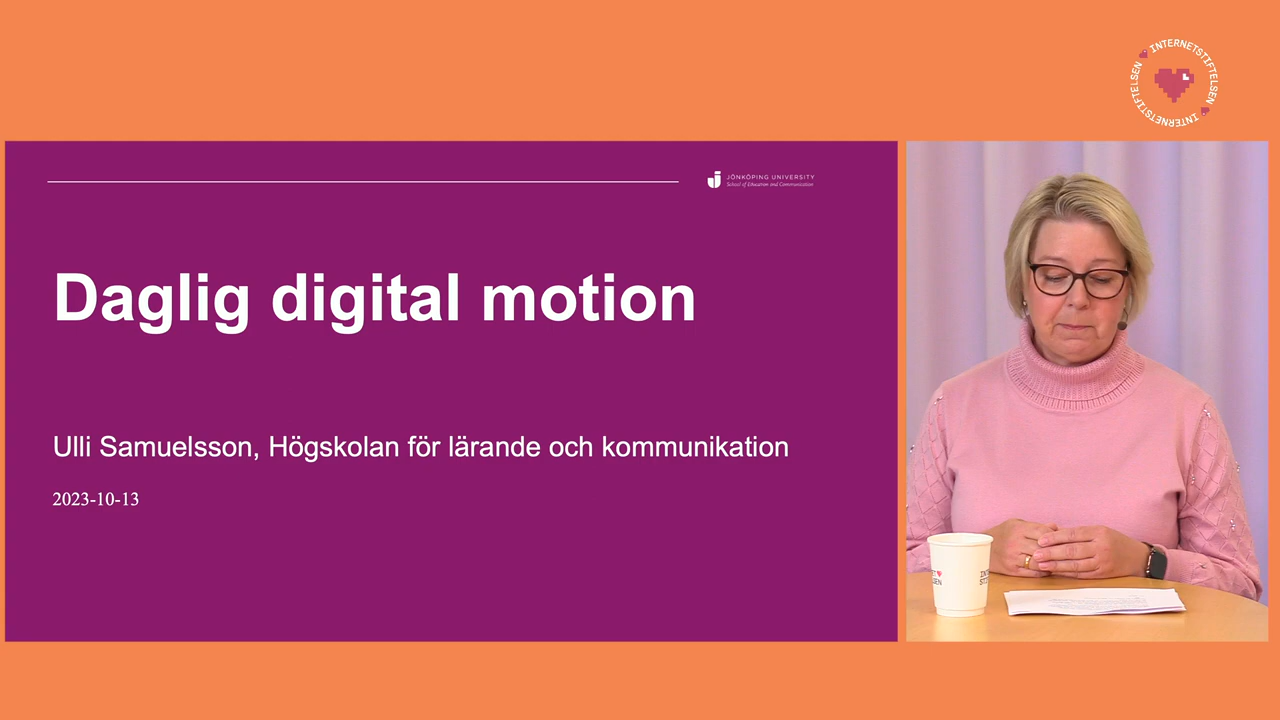 INTERNETSTIFTELSEN
INTERNETSTIFTELSEN
JÖNKÖPING UNIVERSITY
School of Education and Communication
Daglig digital motion
Ulli Samuelsson, Högskolan för lärande och kommunikation
2023-10-13